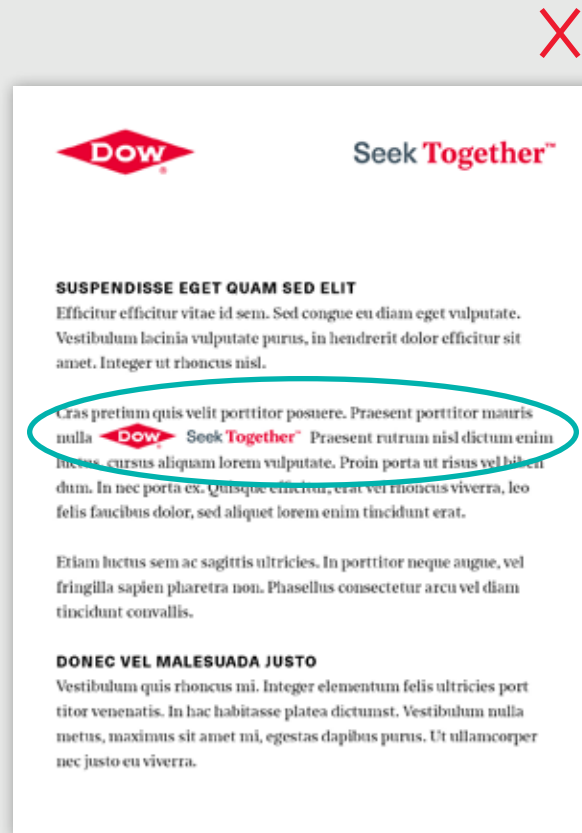 DOW®
Seek Together™
SUSPENDISSE EGET QUAM SED ELIT
Efficitur efficitur vitae id sem. Sed congue eu diam eget vulputate.
Vestibulum lacinia vulputate purus, in hendrerit dolor efficitur sit
amet. Integer ut rhoncus nisl.
Cras pretium quis velit porttitor posuere. Praesent porttitor mauris
nulla DOW Seek Together™ Praesent rutrum nisl dictum enim
luctus, cursus aliquam lorem vulputate. Proin porta ut risus vel biben
dum. In nec porta ex. Quisque efficitur, erat vel rhoncus viverra, leo
felis faucibus dolor, sed aliquet lorem enim tincidunt erat.
Etiam luctus sem ac sagittis ultricies. In porttitor neque augue, vel
fringilla sapien pharetra non. Phasellus consectetur arcu vel diam
tincidunt convallis.
DONEC VEL MALESUADA JUSTO
Vestibulum quis rhoncus mi. Integer elementum felis ultricies port
titor venenatis. In hac habitasse platea dictumst. Vestibulum nulla
metus, maximus sit amet mi, egestas dapibus purus. Ut ullamcorper
nec justo eu viverra.